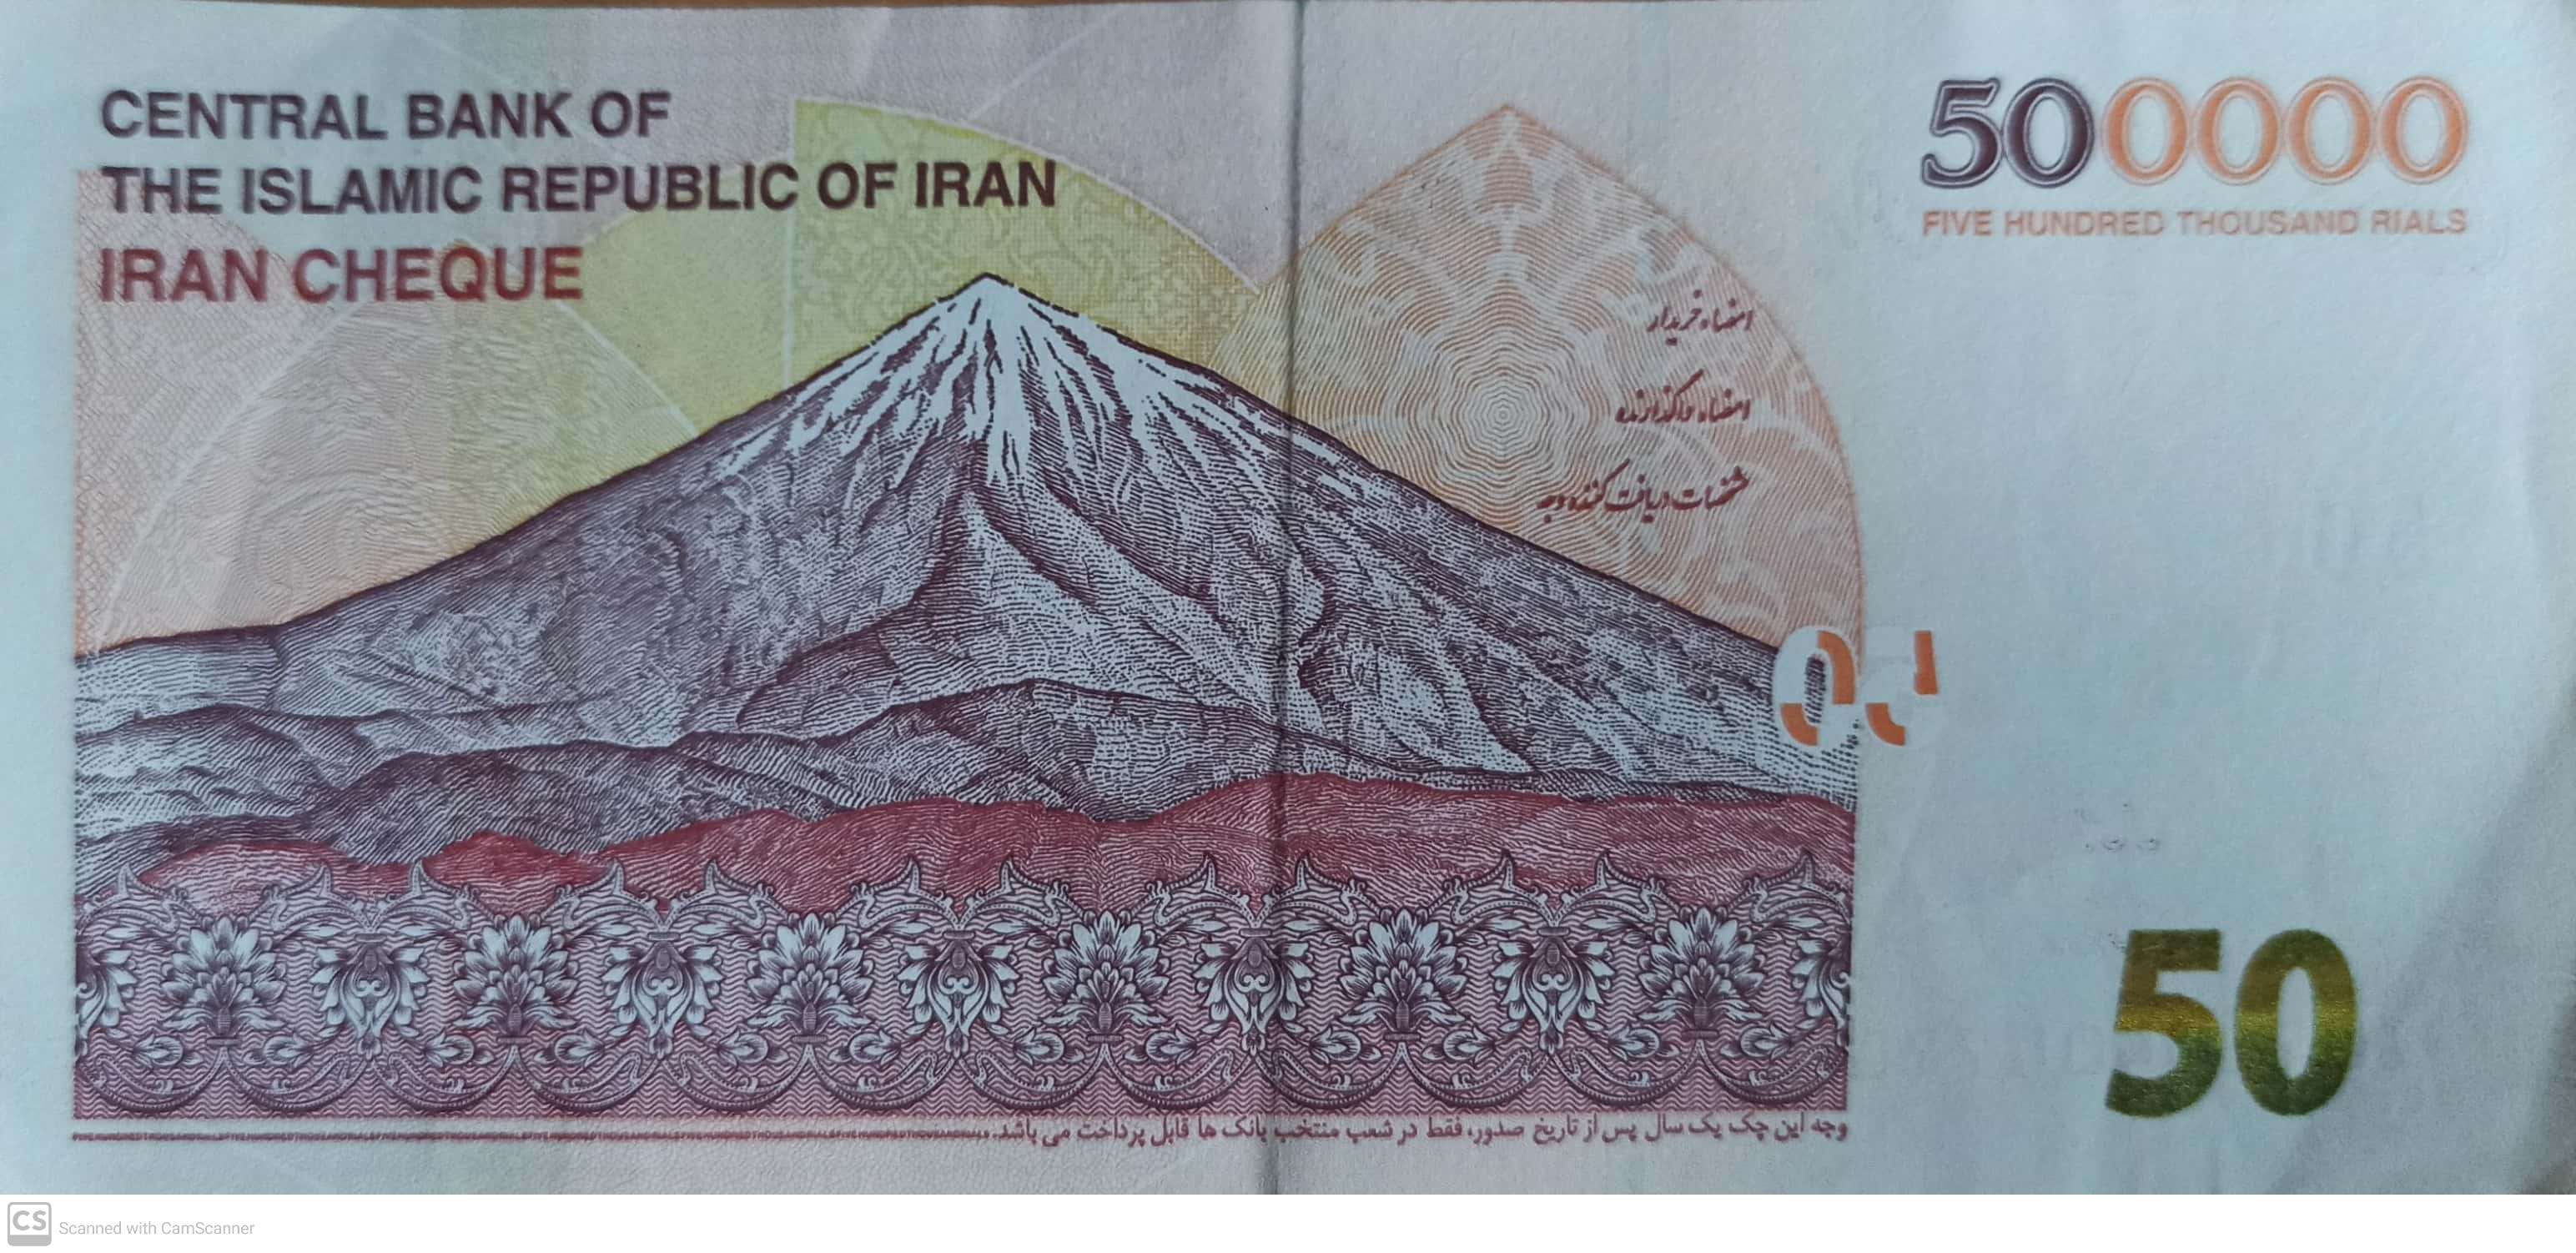 CENTRAL BANK OF
THE ISLAMIC REPUBLIC OF IRAN
IRAN CHEQUE
500000
FIVE HUNDRED THOUSAND RIALS
امضاء خریدار
امضاء واگذارنده
مشخصات دریافت کننده وجه
50
وجه این چک یک سال پس از تاریخ صدور، فقط در شعب منتخب بانک ها قابل پرداخت می باشد.
CS Scanned with CamScanner